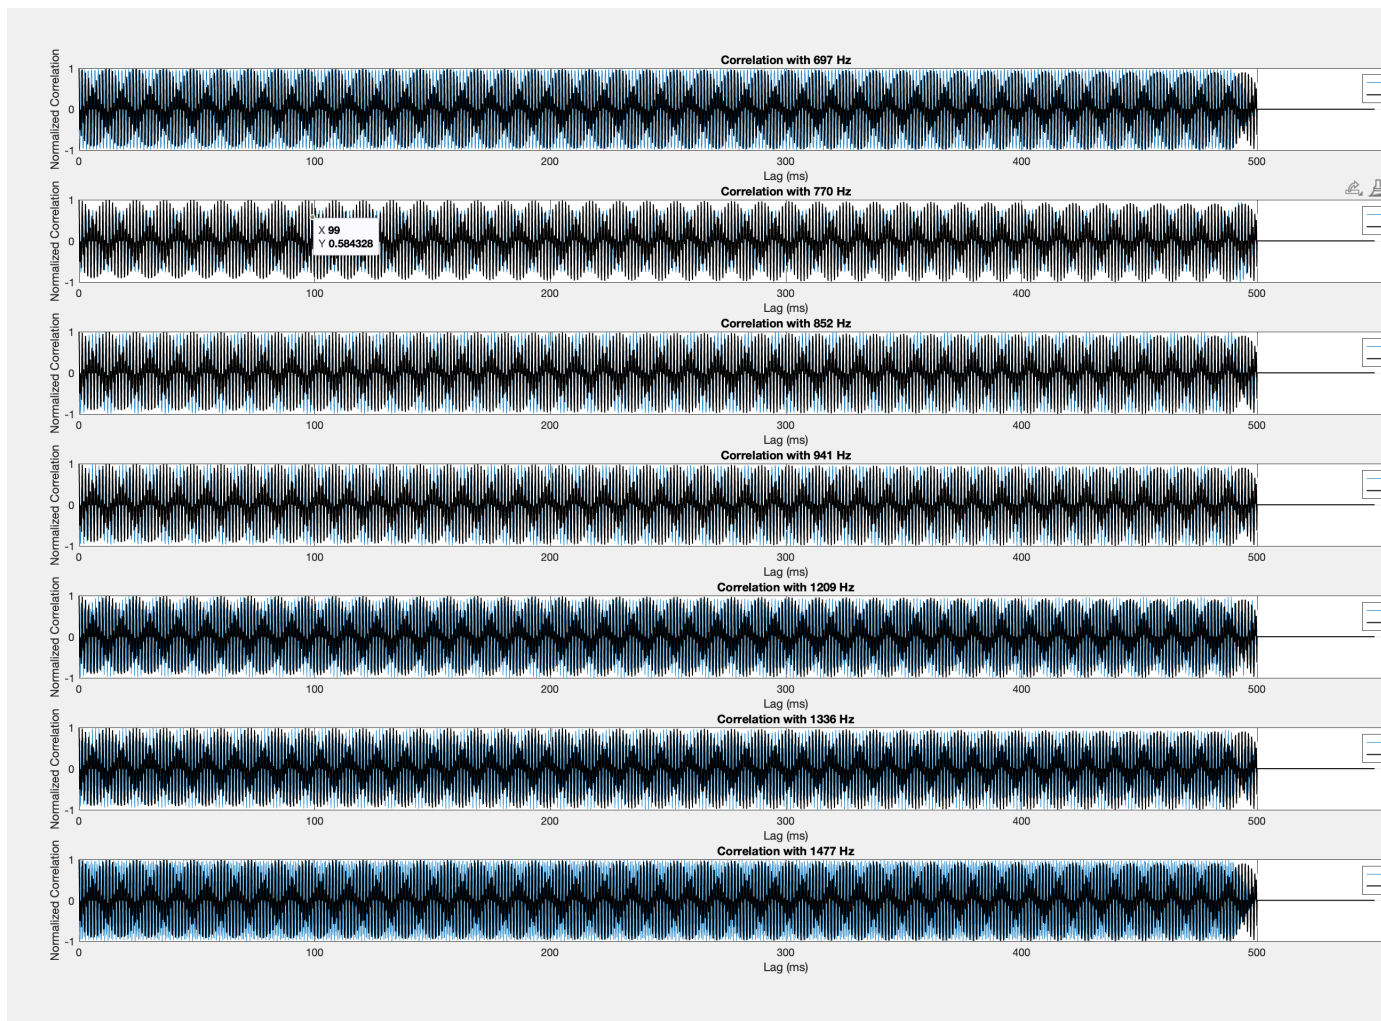 Correlation with 697 Hz
Normalized Correlation
1
0
-1
0 100 200 300 400 500
Lag (ms)
Correlation with 770 Hz
Normalized Correlation
1
0
-1
X 99
Y 0.584328
0 100 200 300 400 500
Lag (ms)
Correlation with 852 Hz
Normalized Correlation
1
0
-1
0 100 200 300 400 500
Lag (ms)
Correlation with 941 Hz
Normalized Correlation
1
0
-1
0 100 200 300 400 500
Lag (ms)
Correlation with 1209 Hz
Normalized Correlation
1
0
-1
0 100 200 300 400 500
Lag (ms)
Correlation with 1336 Hz
Normalized Correlation
1
0
-1
0 100 200 300 400 500
Lag (ms)
Correlation with 1477 Hz
Normalized Correlation
1
0
-1
0 100 200 300 400 500
Lag (ms)